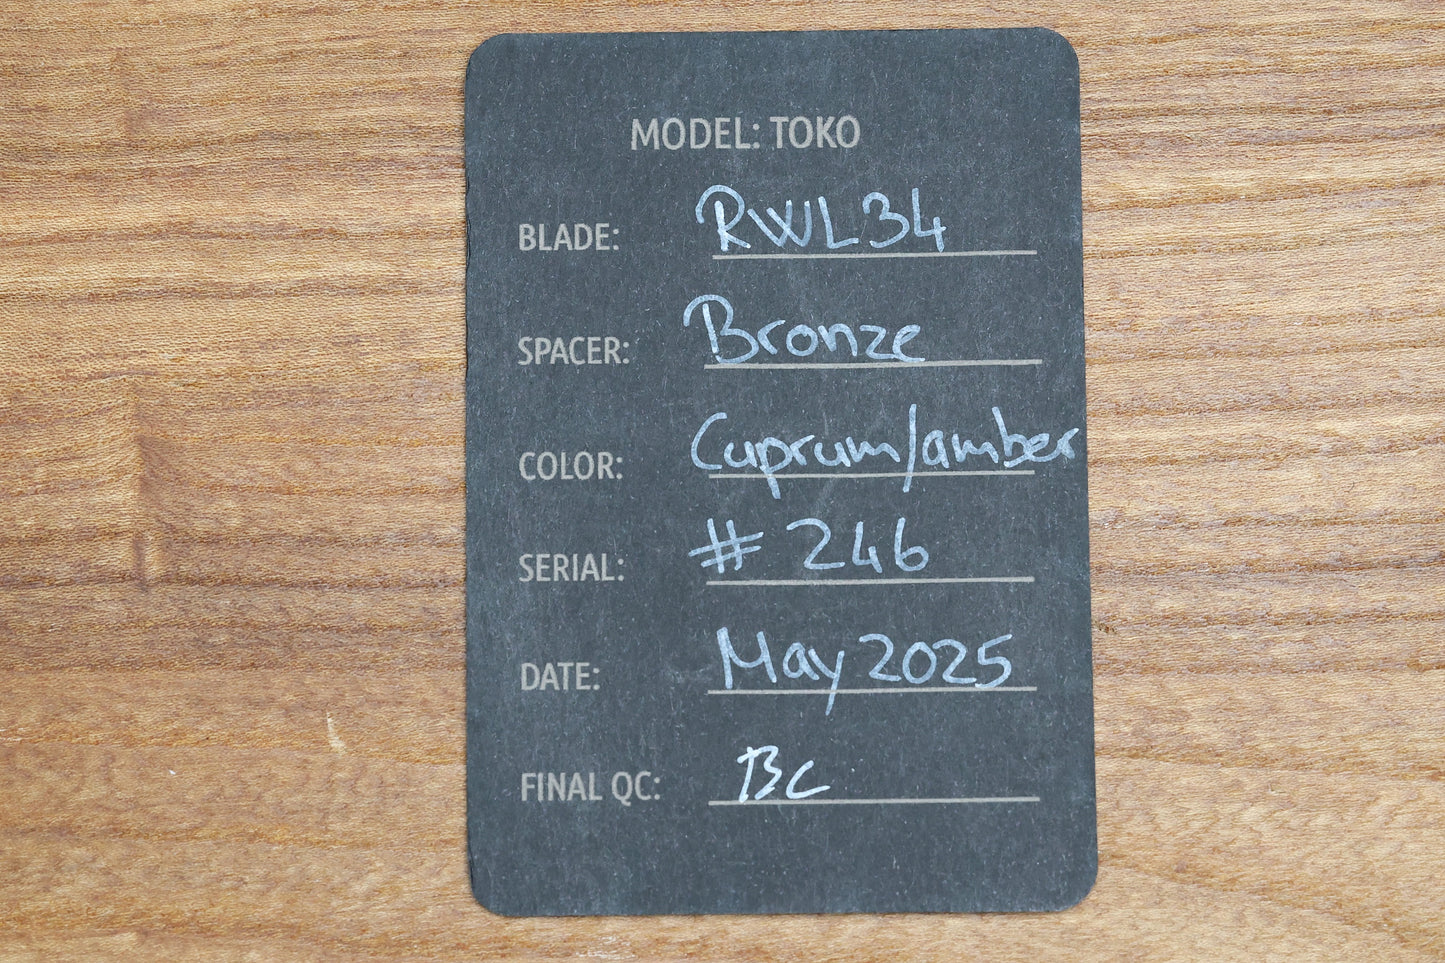 MODEL: TOKO
BLADE: RWL34
SPACER: Bronze
COLOR: Cuprum/amber
SERIAL: # 246
DATE: May 2025
FINAL QC: BC